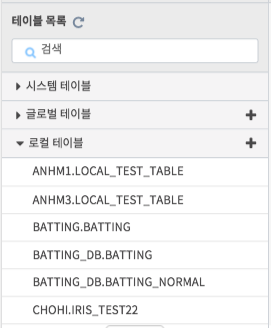 테이블 목록
검색
시스템 테이블
글로벌 테이블
로컬 테이블
ANHM1.LOCAL_TEST_TABLE
ANHM3.LOCAL_TEST_TABLE
BATTING.BATTING
BATTING_DB.BATTING
BATTING_DB.BATTING_NORMAL
CHOHI.IRIS_TEST22